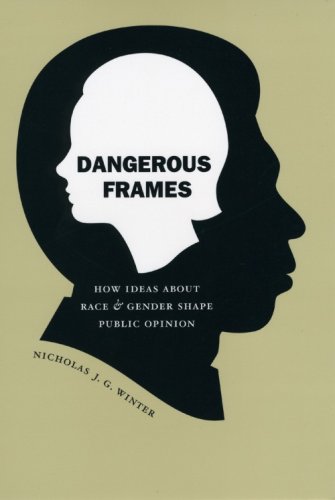 DANGEROUS
FRAMES
HOW IDEAS ABOUT
RACE & GENDER SHAPE
PUBLIC OPINION
NICHOLAS J. G. WINTER